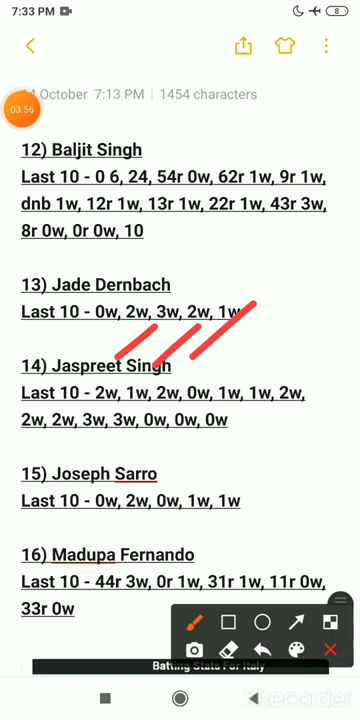 7:33 PM
8
14 October 7:13 PM | 1454 characters
03:56
12) Baljit Singh
Last 10 - 0 6, 24, 54r 0w, 62r 1w, 9r 1w,
dnb 1w, 12r 1w, 13r 1w, 22r 1w, 43r 3w,
8r 0w, 0r 0w, 10
13) Jade Dernbach
Last 10 - 0w, 2w, 3w, 2w, 1w
14) Jaspreet Singh
Last 10 - 2w, 1w, 2w, 0w, 1w, 1w, 2w,
2w, 2w, 3w, 3w, 0w, 0w, 0w
15) Joseph Sarro
Last 10 - 0w, 2w, 0w, 1w, 1w
16) Madupa Fernando
Last 10 - 44r 3w, 0r 1w, 31r 1w, 11r 0w,
33r 0w
Batting Stats For Italy
XRecorder